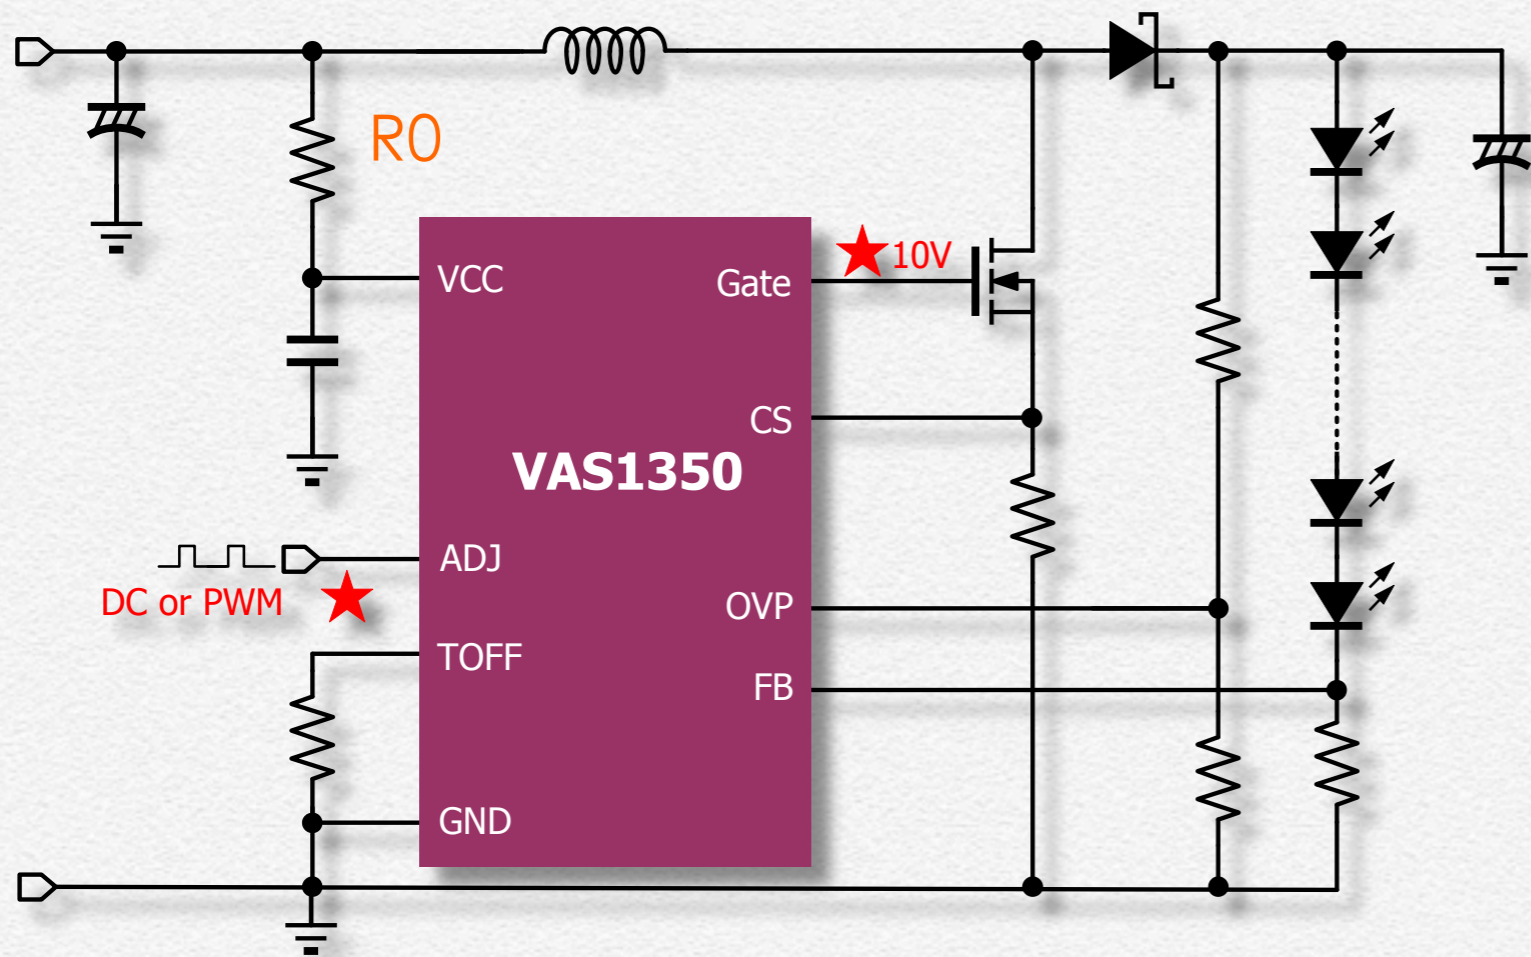 R0
VCC
Gate
10V
CS
VAS1350
ADJ
DC or PWM
OVP
TOFF
FB
GND